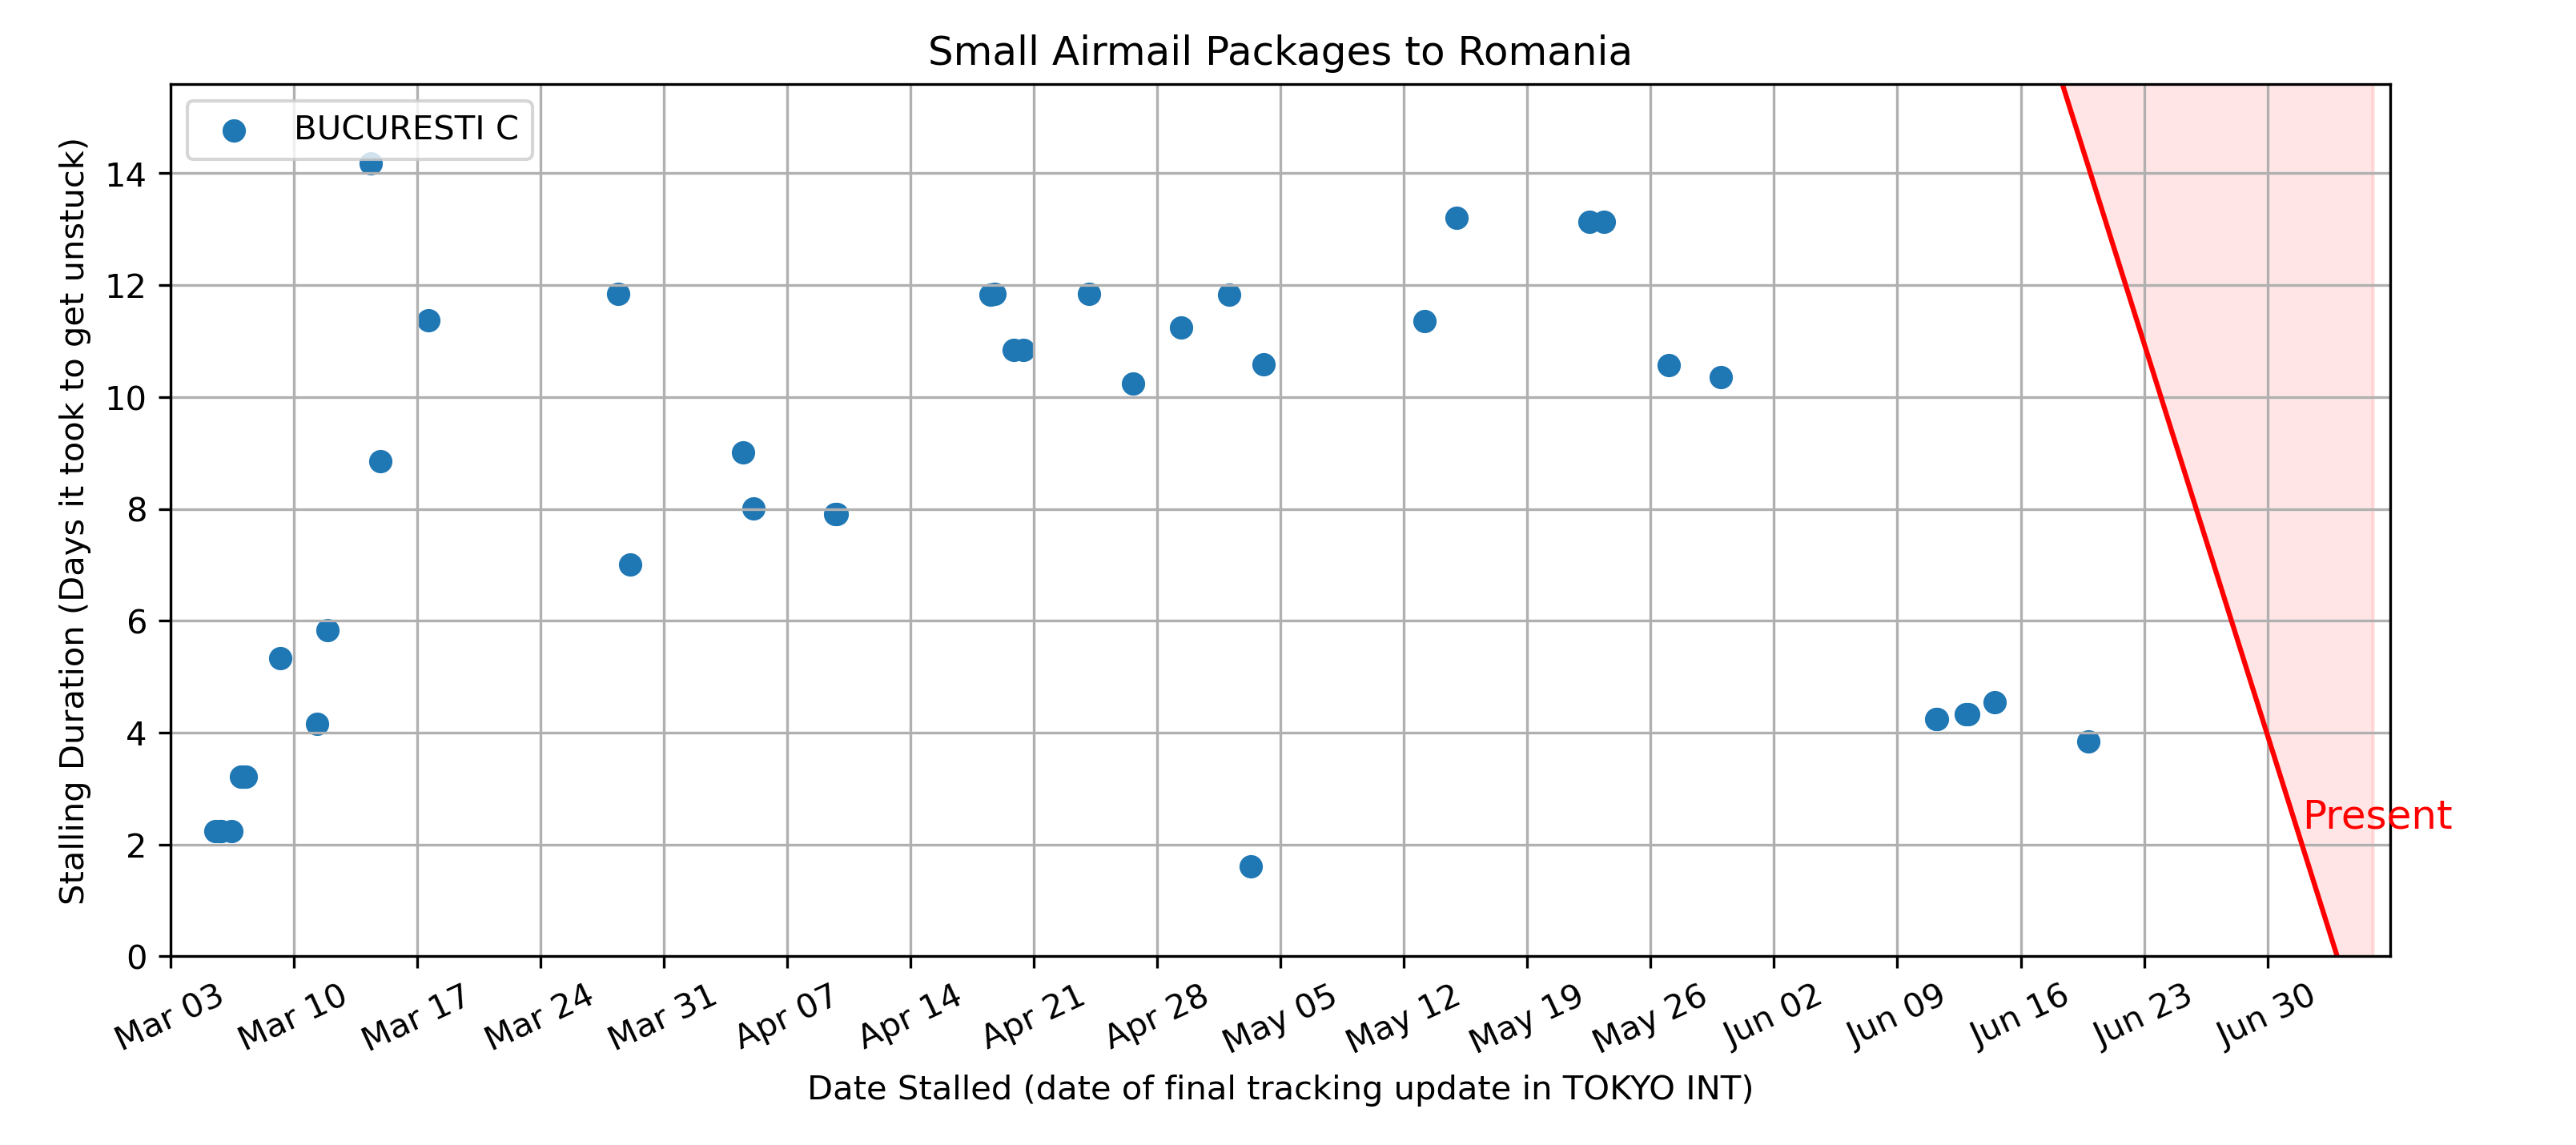 Small Airmail Packages to Romania
BUCURESTI C
Stalling Duration (Days it took to get unstuck)
14
12
10
8
6
4
2
0
Present
Mar 03
Mar 10
Mar 17
Mar 24
Mar 31
Apr 07
Apr 14
Apr 21
Apr 28
May 05
May 12
May 19
May 26
Jun 02
Jun 09
Jun 16
Jun 23
Jun 30
Date Stalled (date of final tracking update in TOKYO INT)